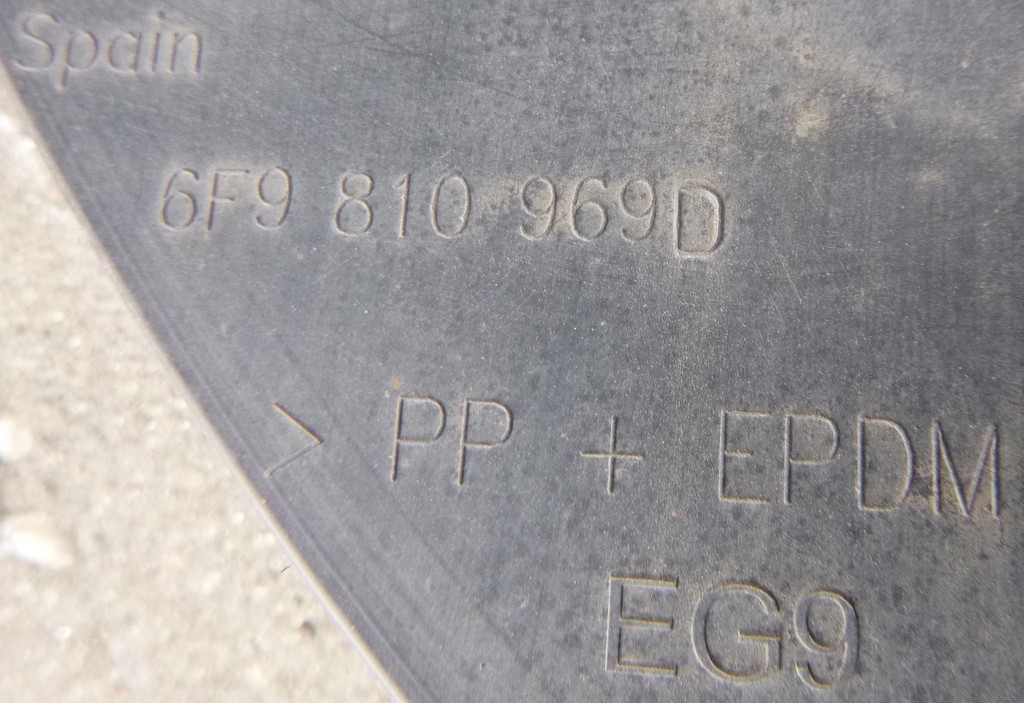 Spain
6F9 810 969D
> PP + EPDM
EG9